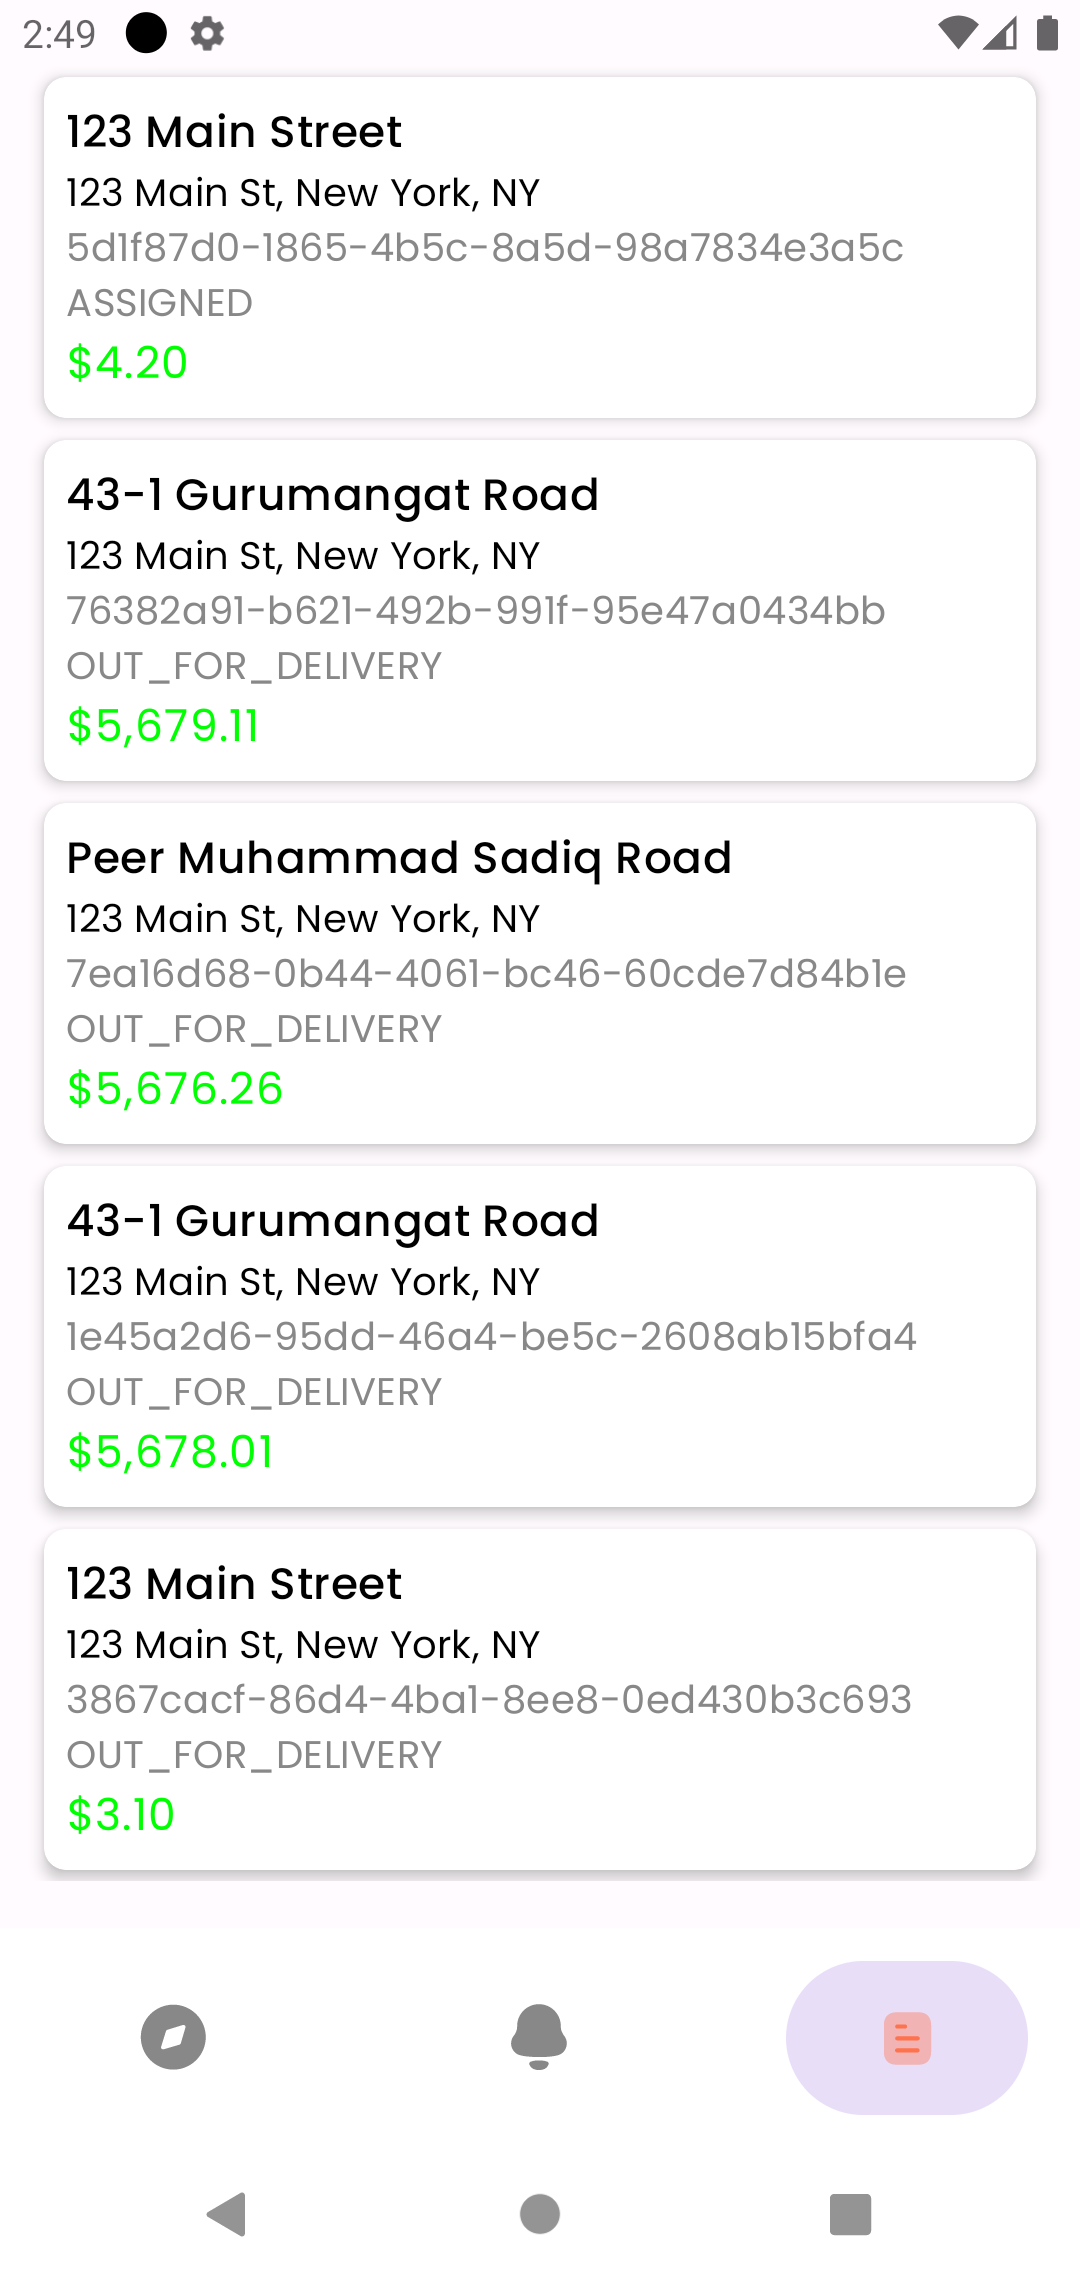 2:49
123 Main Street
123 Main St, New York, NY
5d1f87d0-1865-4b5c-8a5d-98a7834e3a5c
ASSIGNED
$4.20
43-1 Gurumangat Road
123 Main St, New York, NY
76382a91-b621-492b-991f-95e47a0434bb
OUT_FOR_DELIVERY
$5,679.11
Peer Muhammad Sadiq Road
123 Main St, New York, NY
7ea16d68-0b44-4061-bc46-60cde7d84b1e
OUT_FOR_DELIVERY
$5,676.26
43-1 Gurumangat Road
123 Main St, New York, NY
1e45a2d6-95dd-46a4-be5c-2608ab15bfa4
OUT_FOR_DELIVERY
$5,678.01
123 Main Street
123 Main St, New York, NY
3867cacf-86d4-4ba1-8ee8-0ed430b3c693
OUT_FOR_DELIVERY
$3.10